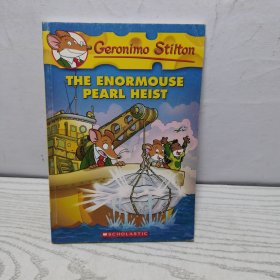 Geronimo Stilton
THE ENORMOUSE
PEARL HEIST
SCHOLASTIC